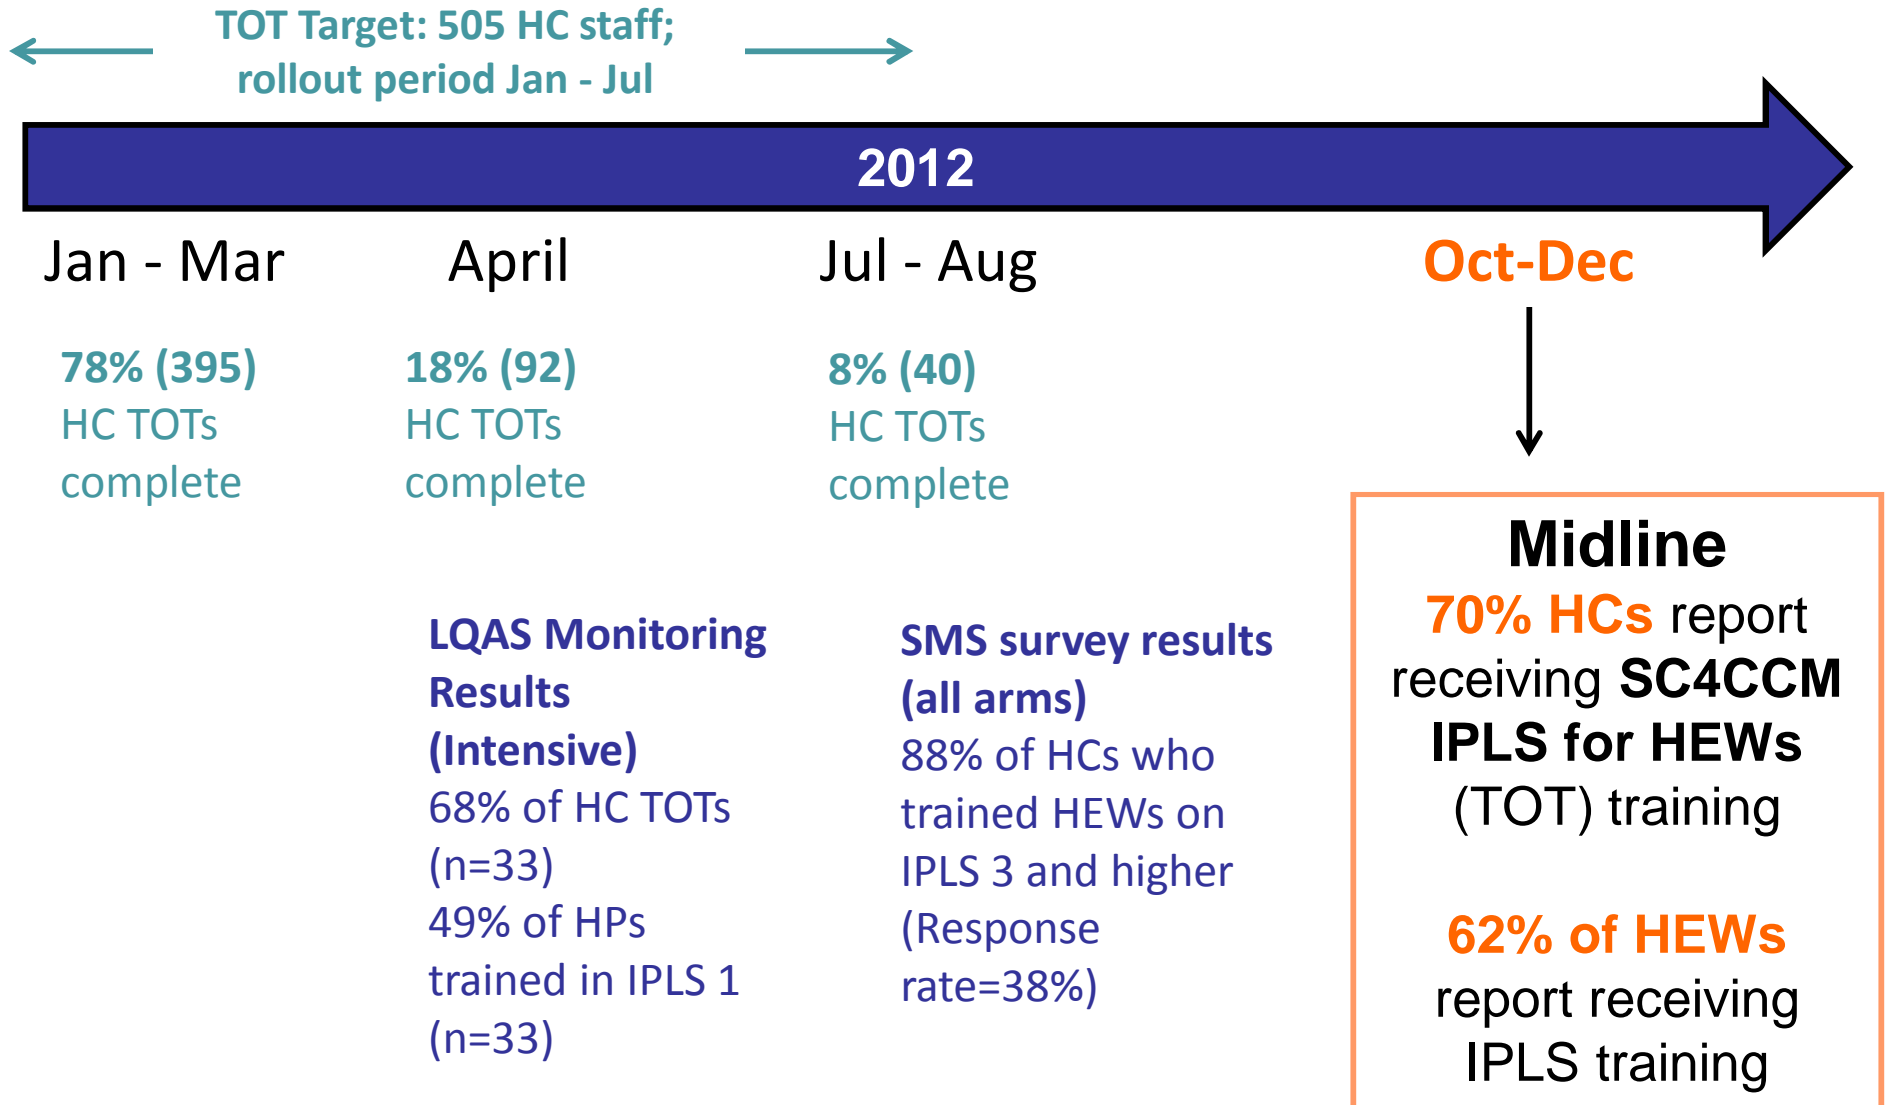 TOT Target: 505 HC staff;
rollout period Jan - Jul
2012
Jan - Mar
April
Jul - Aug
Oct-Dec
78% (395)
HC TOTs
complete
18% (92)
HC TOTs
complete
8% (40)
HC TOTs
complete
LQAS Monitoring
Results
(Intensive)
68% of HC TOTs
(n=33)
49% of HPs
trained in IPLS 1
(n=33)
SMS survey results
(all arms)
88% of HCs who
trained HEWs on
IPLS 3 and higher
(Response
rate=38%)
Midline
70% HCs report
receiving SC4CCM
IPLS for HEWs
(TOT) training
62% of HEWs
report receiving
IPLS training